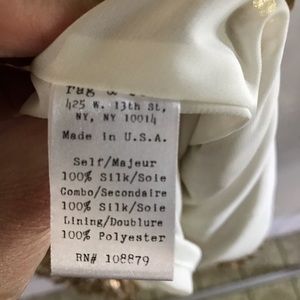 rag &
425 W. 13th St,
NY, NY 10014
Made in U.S.A.
Self/Majeur
100% Silk/Soie
Combo/Secondaire
100% Silk/Soie
Lining/Doublure
100% Polyester
RN# 108879